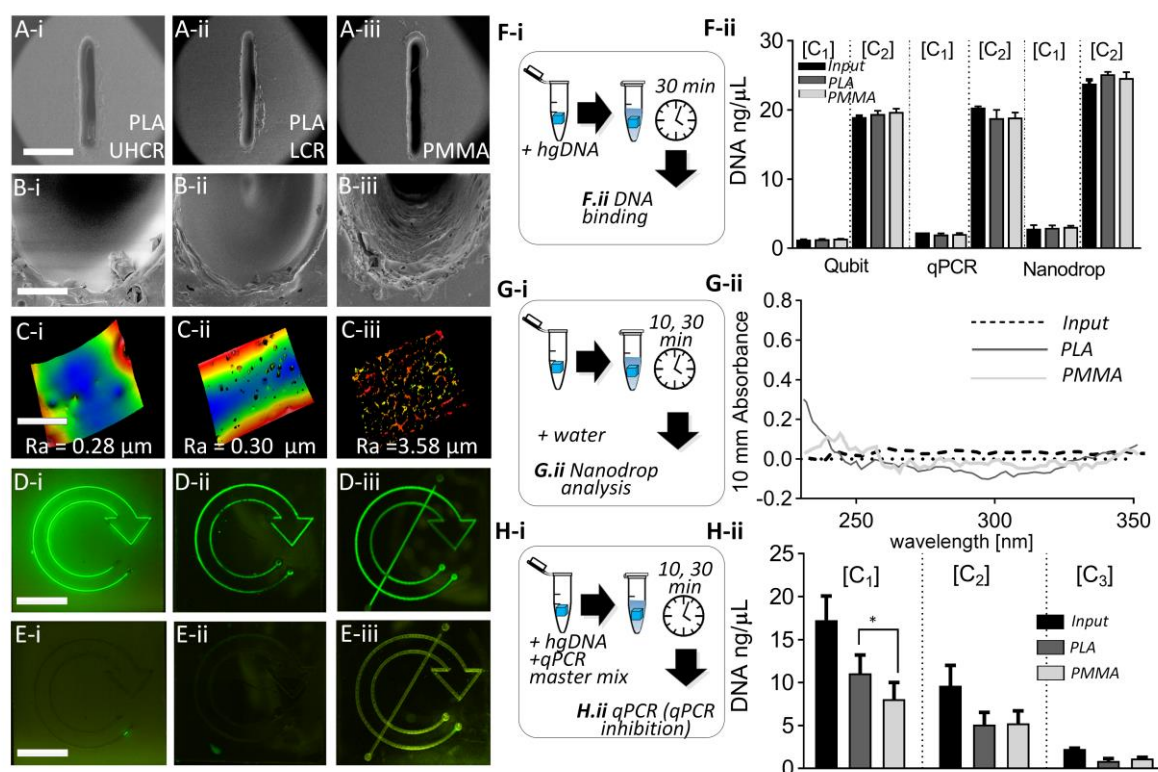 A-i
A-ii
A-iii
PLA
UHCR
PLA
LCR
PMMA
B-i
B-ii
B-iii
C-i
C-ii
C-iii
Ra = 0.28 μm
Ra = 0.30 μm
Ra =3.58 μm
D-i
D-ii
D-iii
E-i
E-ii
E-iii
F-i
30 min
+ hgDNA
F.ii DNA
binding
F-ii
30
20
10
0
DNA ng/μL
[C1]
[C2]
[C1]
[C2]
[C1]
[C2]
Input
PLA
PMMA
Qubit
qPCR
Nanodrop
G-i
10, 30
min
+ water
G.ii Nanodrop
analysis
G-ii
0.8
0.6
0.4
0.2
0.0
-0.2
10 mm Absorbance
Input
PLA
PMMA
250
300
350
wavelength [nm]
H-i
10, 30
min
+ hgDNA
+qPCR
master mix
H.ii qPCR (qPCR
inhibition)
H-ii
25
20
15
10
5
0
DNA ng/μL
[C1]
[C2]
[C3]
*
Input
PLA
PMMA